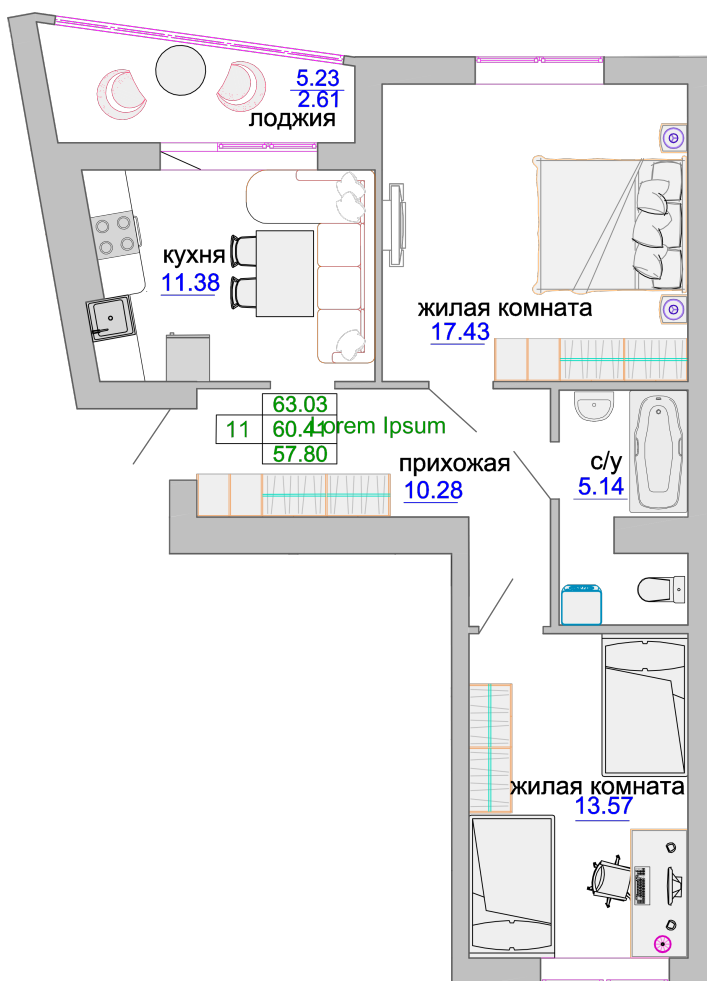 5.23
2.61
лоджия
кухня
11.38
жилая комната
17.43
63.03
11 60.41
Lorem Ipsum
57.80
прихожая
10.28
с/у
5.14
жилая комната
13.57